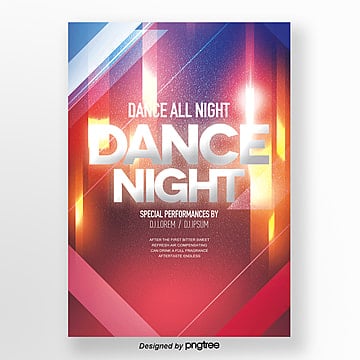 DANCE ALL NIGHT
DANCE
NIGHT
SPECIAL PERFORMANCES BY
DJ.LOREM / DJ.IPSUM
AFTER THE FIRST BITTER SWEET
REFRESH AIR COMPENSATING
CAN DRINK A FULL FRAGRANCE
AFTERTASTE ENDLESS
Designed by pngtree